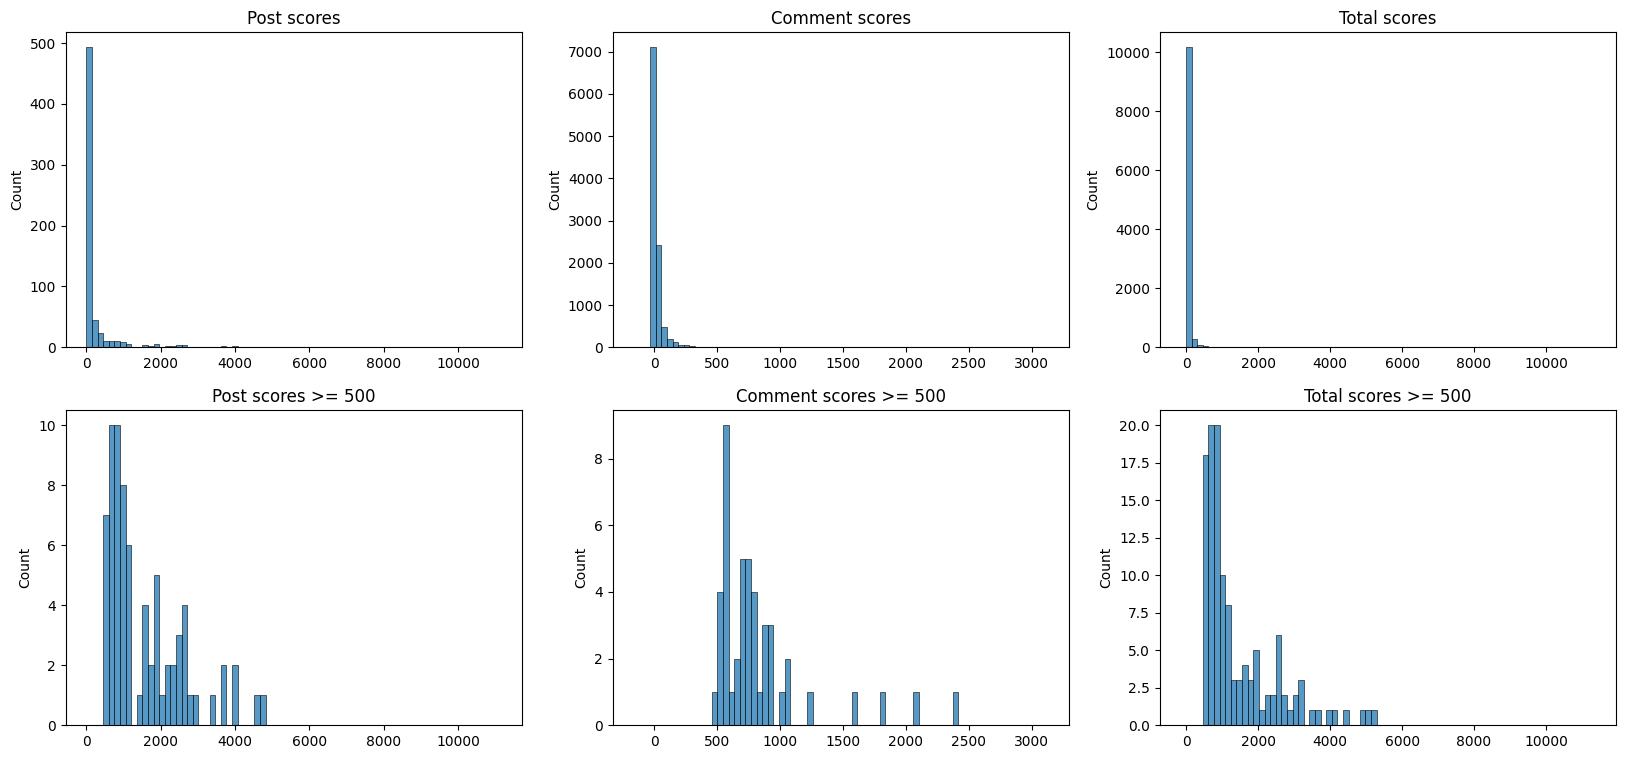 Post scores
Comment scores
Total scores
500
400
300
200
100
0
Count
0 2000 4000 6000 8000 10000
7000
6000
5000
4000
3000
2000
1000
0
Count
0 500 1000 1500 2000 2500 3000
10000
8000
6000
4000
2000
0
Count
0 2000 4000 6000 8000 10000
Post scores >= 500
Comment scores >= 500
Total scores >= 500
10
8
6
4
2
0
Count
0 2000 4000 6000 8000 10000
8
6
4
2
0
Count
0 500 1000 1500 2000 2500 3000
20.0
17.5
15.0
12.5
10.0
7.5
5.0
2.5
0.0
Count
0 2000 4000 6000 8000 10000